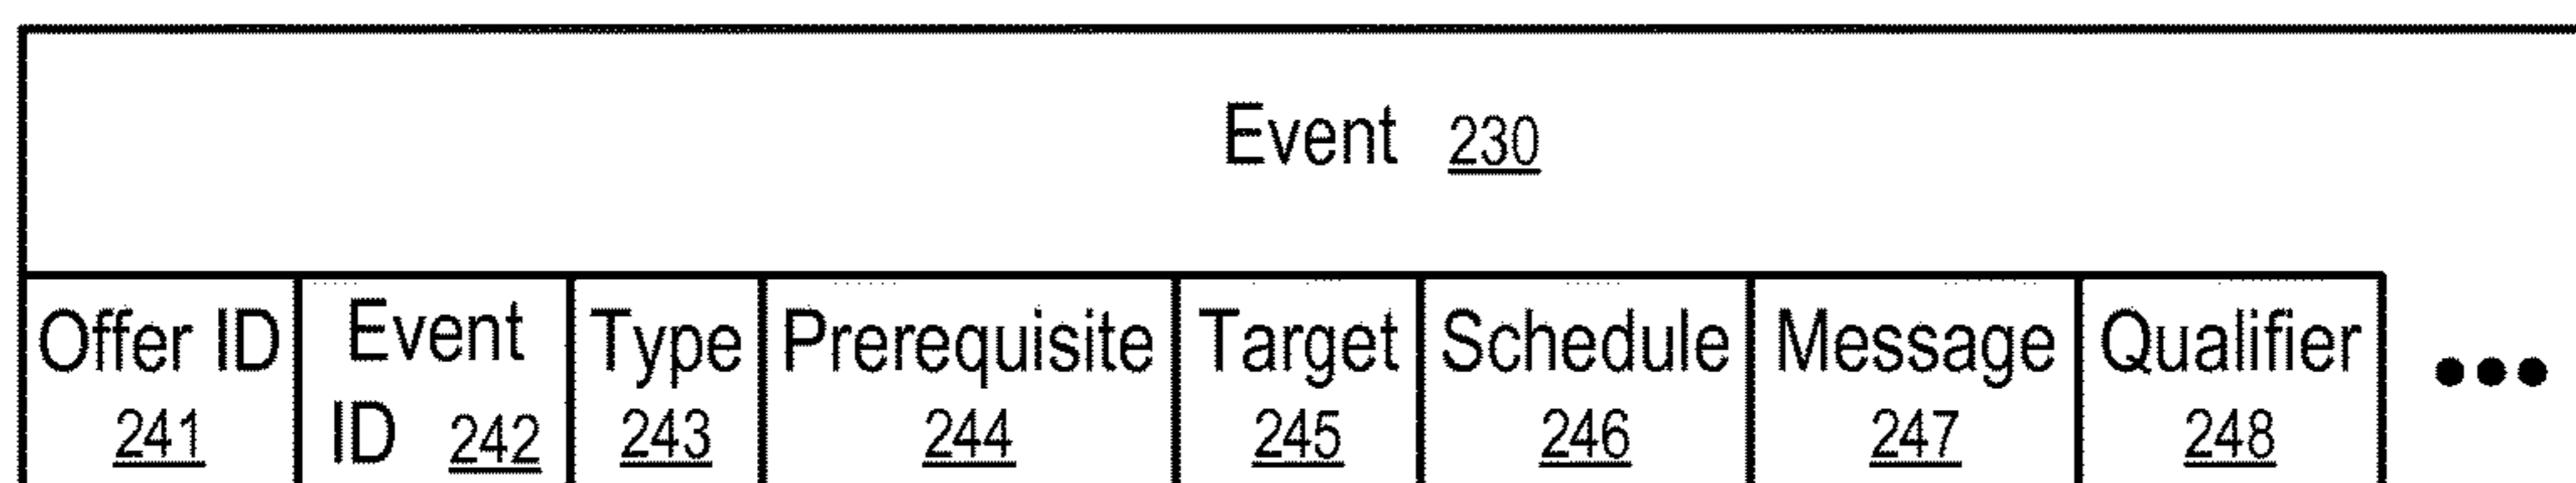 Event 230
Offer ID Event Type Prerequisite Target Schedule Message Qualifier •••
241 ID 242 243 244 245 246 247 248